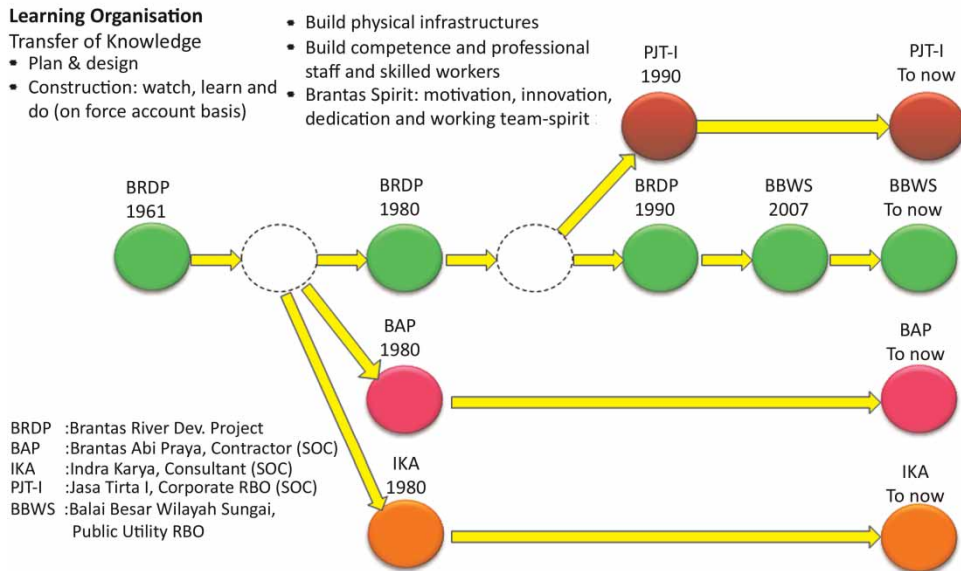 Learning Organisation
Transfer of Knowledge
• Plan & design
• Construction: watch, learn and
do (on force account basis)
• Build physical infrastructures
• Build competence and professional
staff and skilled workers
• Brantas Spirit: motivation, innovation,
dedication and working team-spirit
PJT-I
1990
PJT-I
To now
BRDP
1961
BRDP
1980
BRDP
1990
BBWS
2007
BBWS
To now
BAP
1980
BAP
To now
IKA
1980
IKA
To now
BRDP :Brantas River Dev. Project
BAP :Brantas Abi Praya, Contractor (SOC)
IKA :Indra Karya, Consultant (SOC)
PJT-I :Jasa Tirta I, Corporate RBO (SOC)
BBWS :Balai Besar Wilayah Sungai,
Public Utility RBO